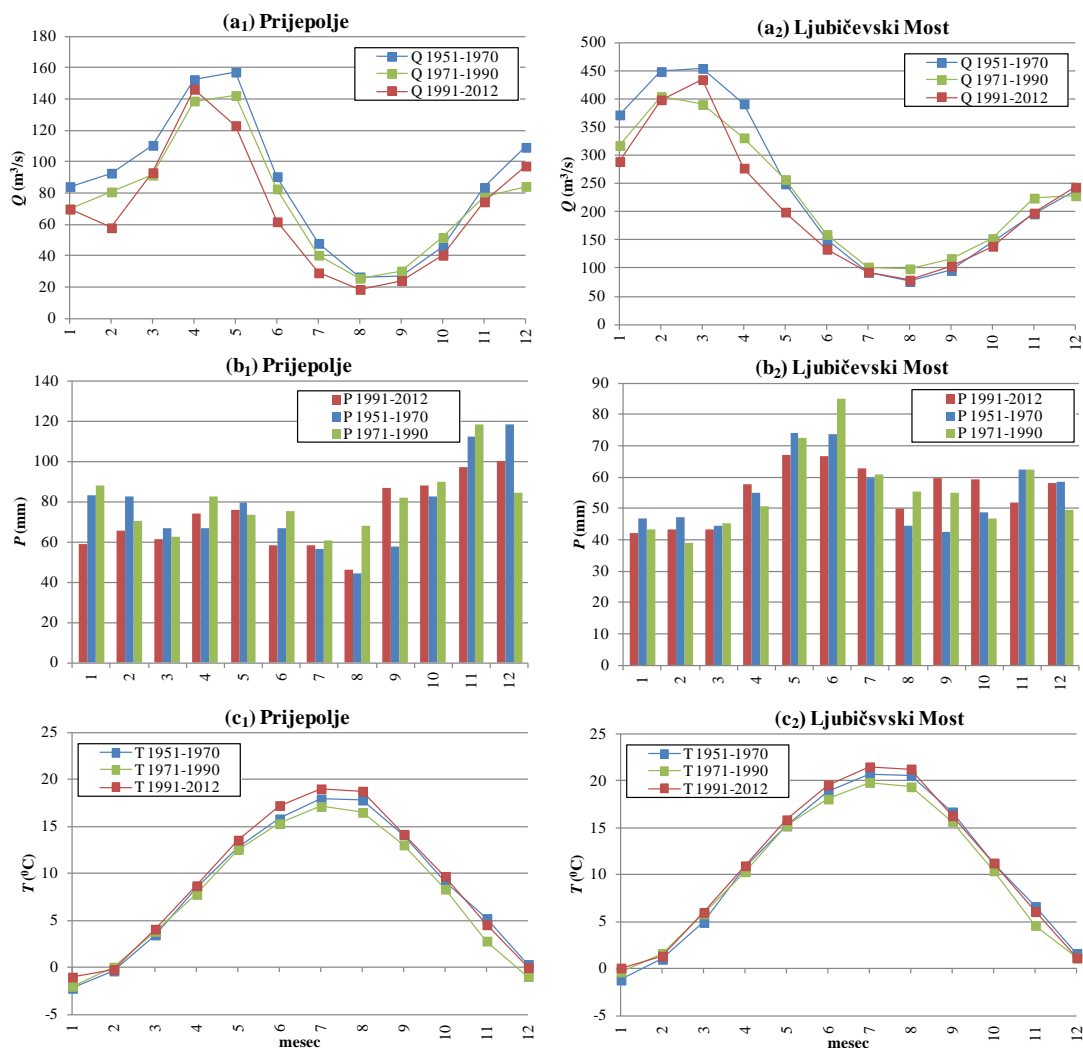 (a1) Prijepolje
Q 1951-1970
Q 1971-1990
Q 1991-2012
180
160
140
120
100
80
60
40
20
0
Q (m³/s)
1 2 3 4 5 6 7 8 9 10 11 12
(a2) Ljubičevski Most
Q 1951-1970
Q 1971-1990
Q 1991-2012
500
450
400
350
300
250
200
150
100
50
0
Q (m³/s)
1 2 3 4 5 6 7 8 9 10 11 12
(b1) Prijepolje
P 1991-2012
P 1951-1970
P 1971-1990
140
120
100
80
60
40
20
0
P (mm)
1 2 3 4 5 6 7 8 9 10 11 12
(b2) Ljubičevski Most
P 1991-2012
P 1951-1970
P 1971-1990
90
80
70
60
50
40
30
20
10
0
P (mm)
1 2 3 4 5 6 7 8 9 10 11 12
(c1) Prijepolje
T 1951-1970
T 1971-1990
T 1991-2012
25
20
15
10
5
0
-5
T (⁰C)
1 2 3 4 5 6 7 8 9 10 11 12
mesec
(c2) Ljubičsvski Most
T 1951-1970
T 1971-1990
T 1991-2012
25
20
15
10
5
0
-5
T (⁰C)
1 2 3 4 5 6 7 8 9 10 11 12
mesec